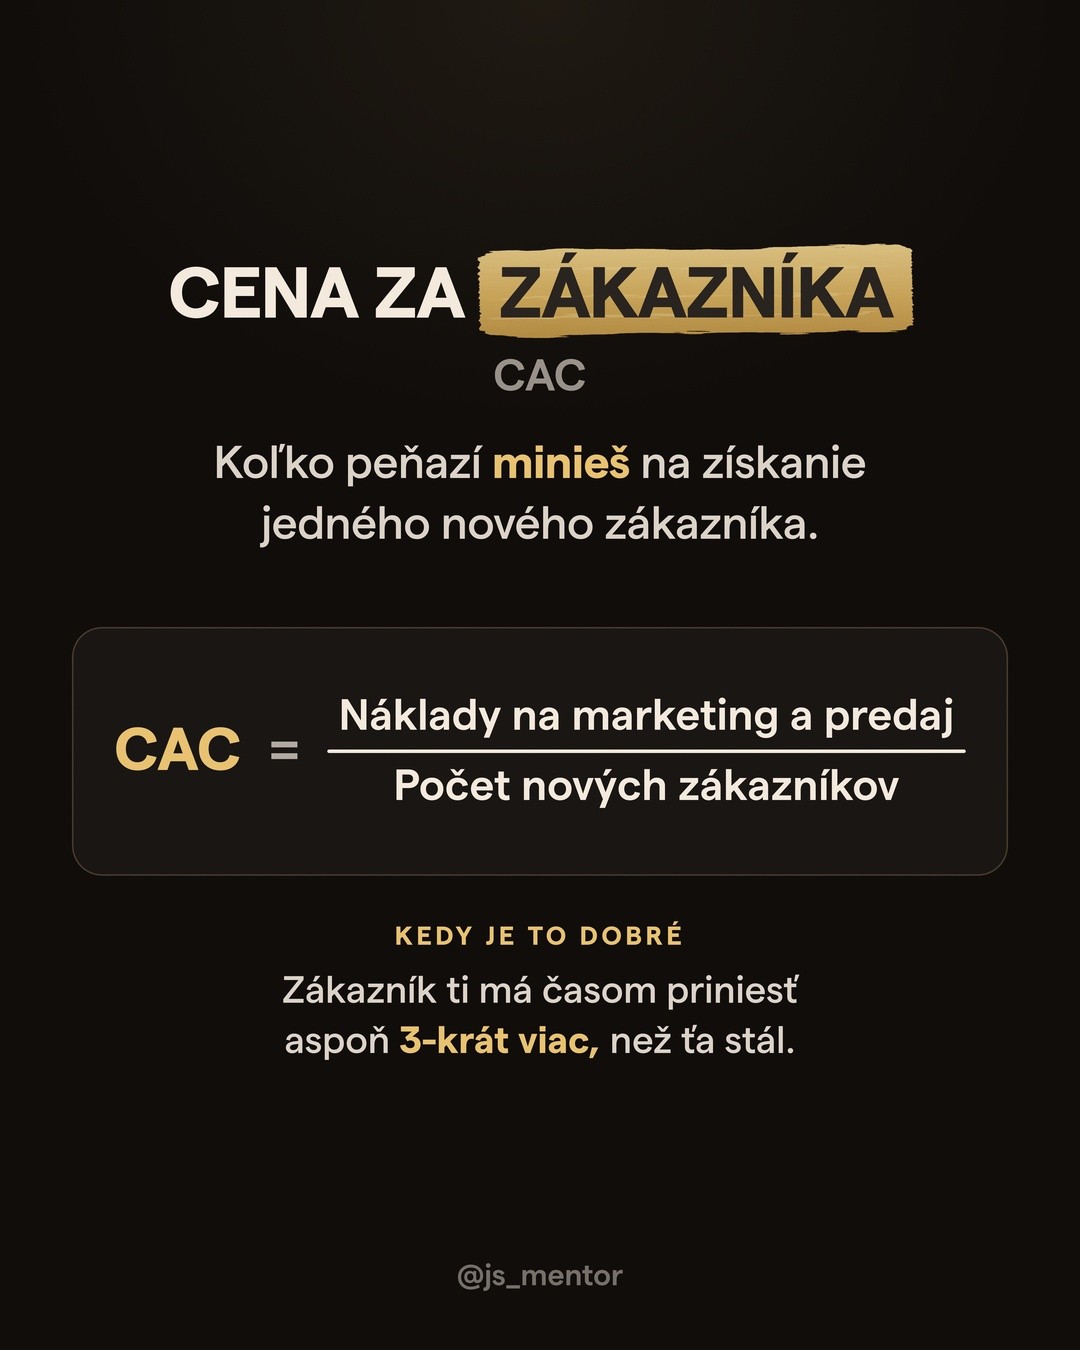 CENA ZA ZÁKAZNÍKA
CAC
Koľko peňazí minieš na získanie
jedného nového zákazníka.
CAC = Náklady na marketing a predaj
Počet nových zákazníkov
KEDY JE TO DOBRÉ
Zákazník ti má časom priniesť
aspoň 3-krát viac, než ťa stál.
@js_mentor